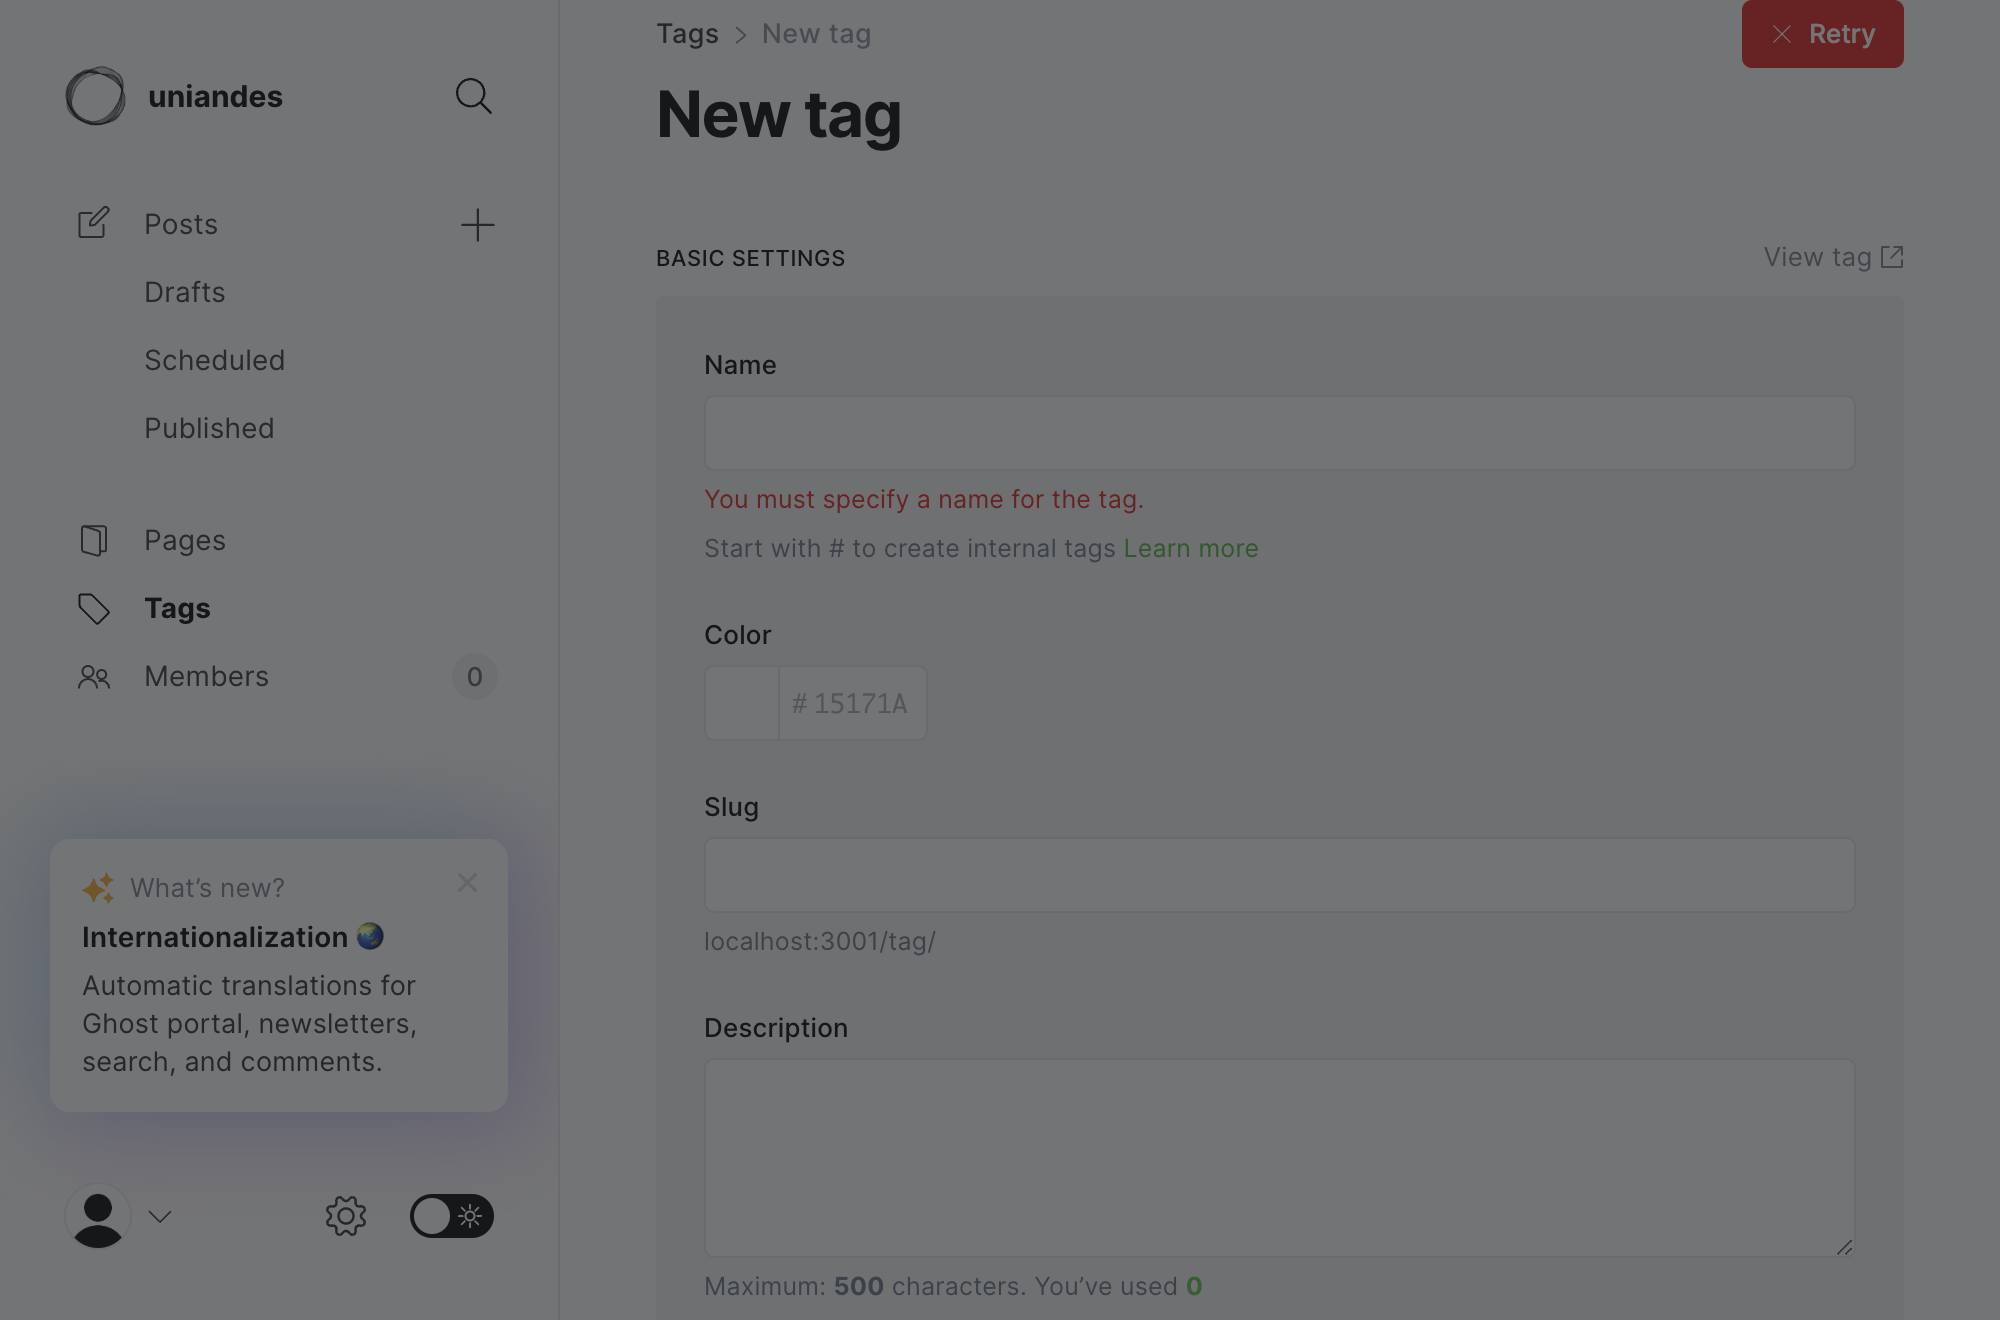 uniandes
Posts
Drafts
Scheduled
Published
Pages
Tags
Members
0
What’s new?
Internationalization
Automatic translations for
Ghost portal, newsletters,
search, and comments.
Tags > New tag
Retry
New tag
BASIC SETTINGS
View tag
Name
You must specify a name for the tag.
Start with # to create internal tags Learn more
Color
# 15171A
Slug
localhost:3001/tag/
Description
Maximum: 500 characters. You’ve used 0